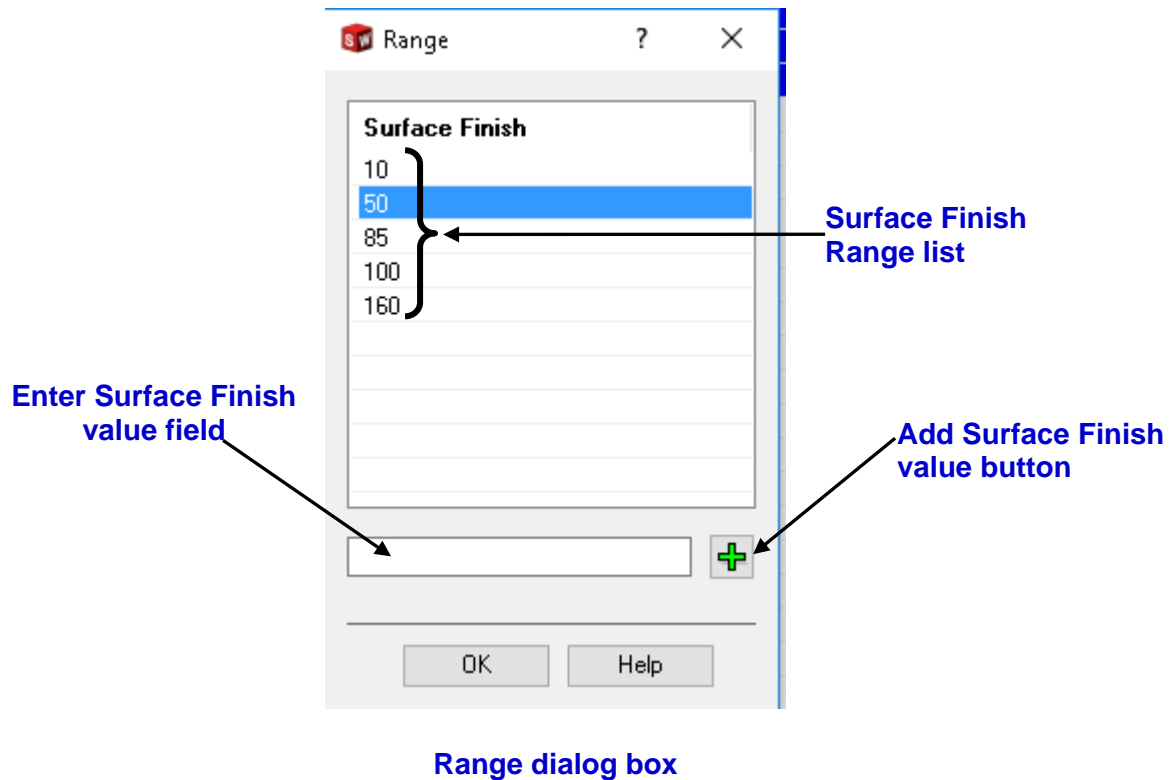 SW Range ? ×
Surface Finish
10
50
85
100
160
Surface Finish
Range list
Enter Surface Finish
value field
Add Surface Finish
value button
OK Help
Range dialog box